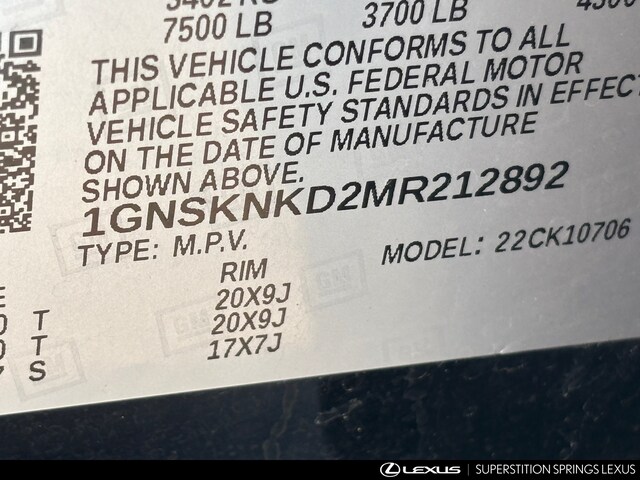 7500 LB 3700 LB
THIS VEHICLE CONFORMS TO ALL
APPLICABLE U.S. FEDERAL MOTOR
VEHICLE SAFETY STANDARDS IN EFFECT
ON THE DATE OF MANUFACTURE
SHOWN ABOVE.
1GNSKNKD2MR212892
TYPE: M.P.V. MODEL: 22CK10706
RIM
20X9J
T 20X9J
T 17X7J
S
GM
LEXUS SUPERSTITION SPRINGS LEXUS